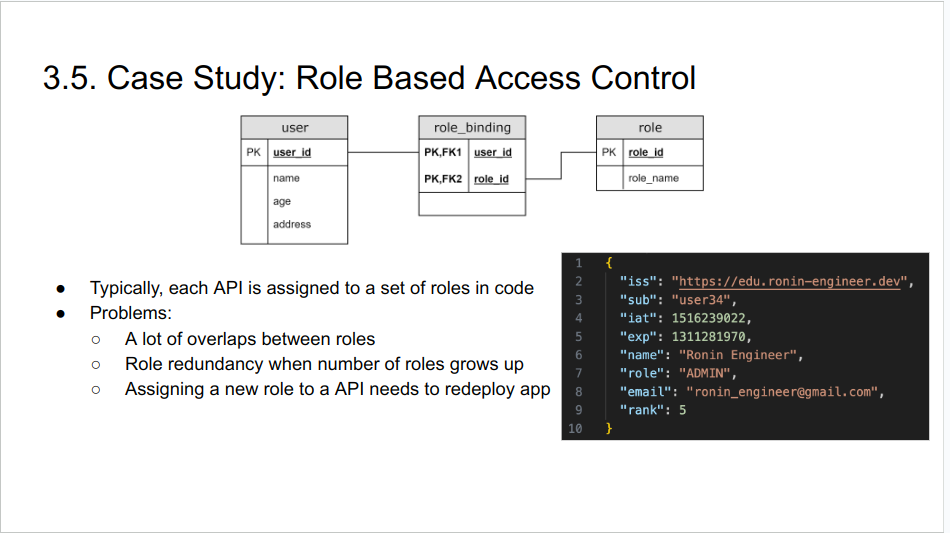 3.5. Case Study: Role Based Access Control
user
PK user_id
name
age
address
role_binding
PK,FK1 user_id
PK,FK2 role_id
role
PK role_id
role_name
● Typically, each API is assigned to a set of roles in code
● Problems:
○ A lot of overlaps between roles
○ Role redundancy when number of roles grows up
○ Assigning a new role to a API needs to redeploy app
1 {
2 "iss": "https://edu.ronin-engineer.dev",
3 "sub": "user34",
4 "iat": 1516239022,
5 "exp": 1311281970,
6 "name": "Ronin Engineer",
7 "role": "ADMIN",
8 "email": "ronin_engineer@gmail.com",
9 "rank": 5
10 }